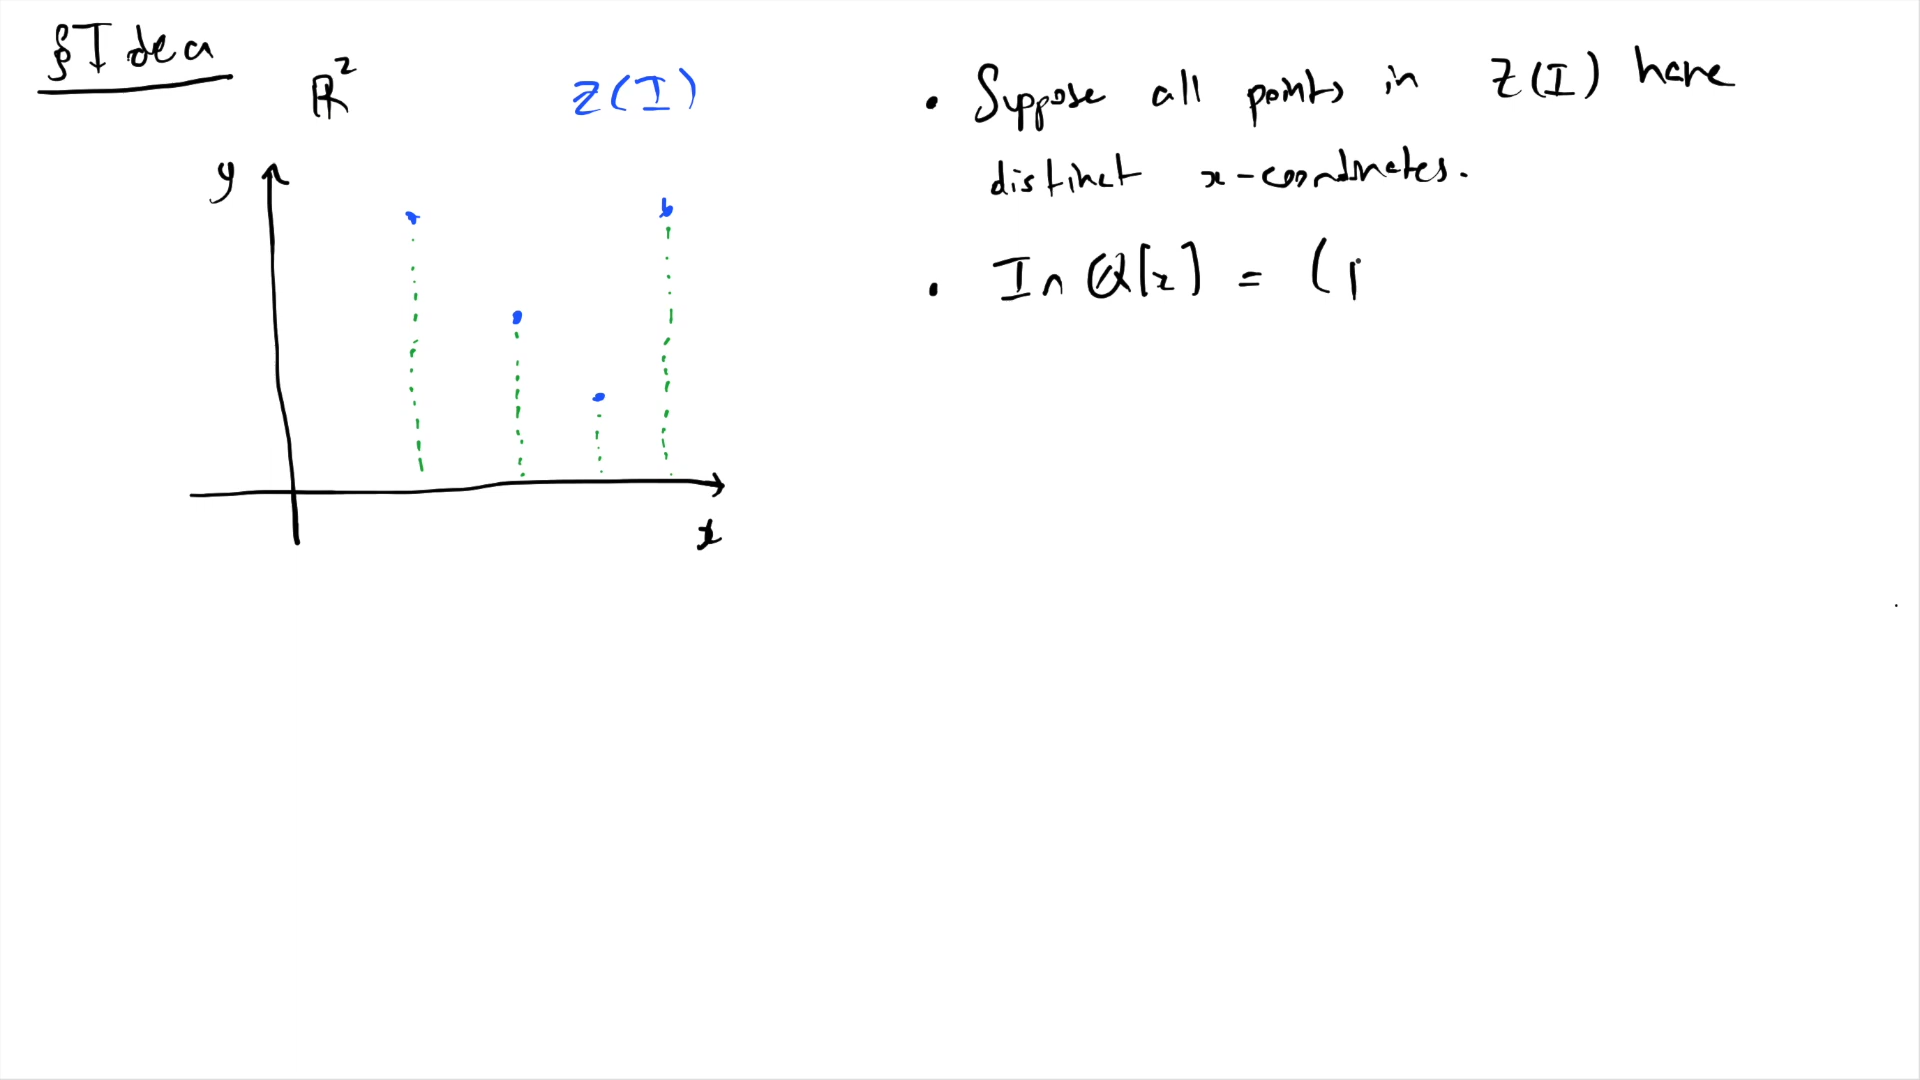 §Idea
ℝ²
Z(I)
y
x
• Suppose all points in Z(I) have
distinct x-coordinates.
• I ∩ ℚ[x] = (p